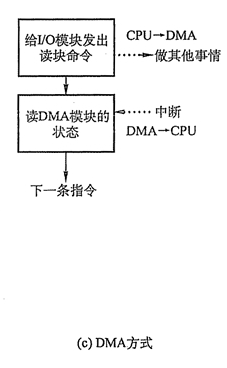 给I/O模块发出
读块命令
CPU→DMA
做其他事情
读DMA模块的
状态
中断
DMA→CPU
下一条指令
(c) DMA方式